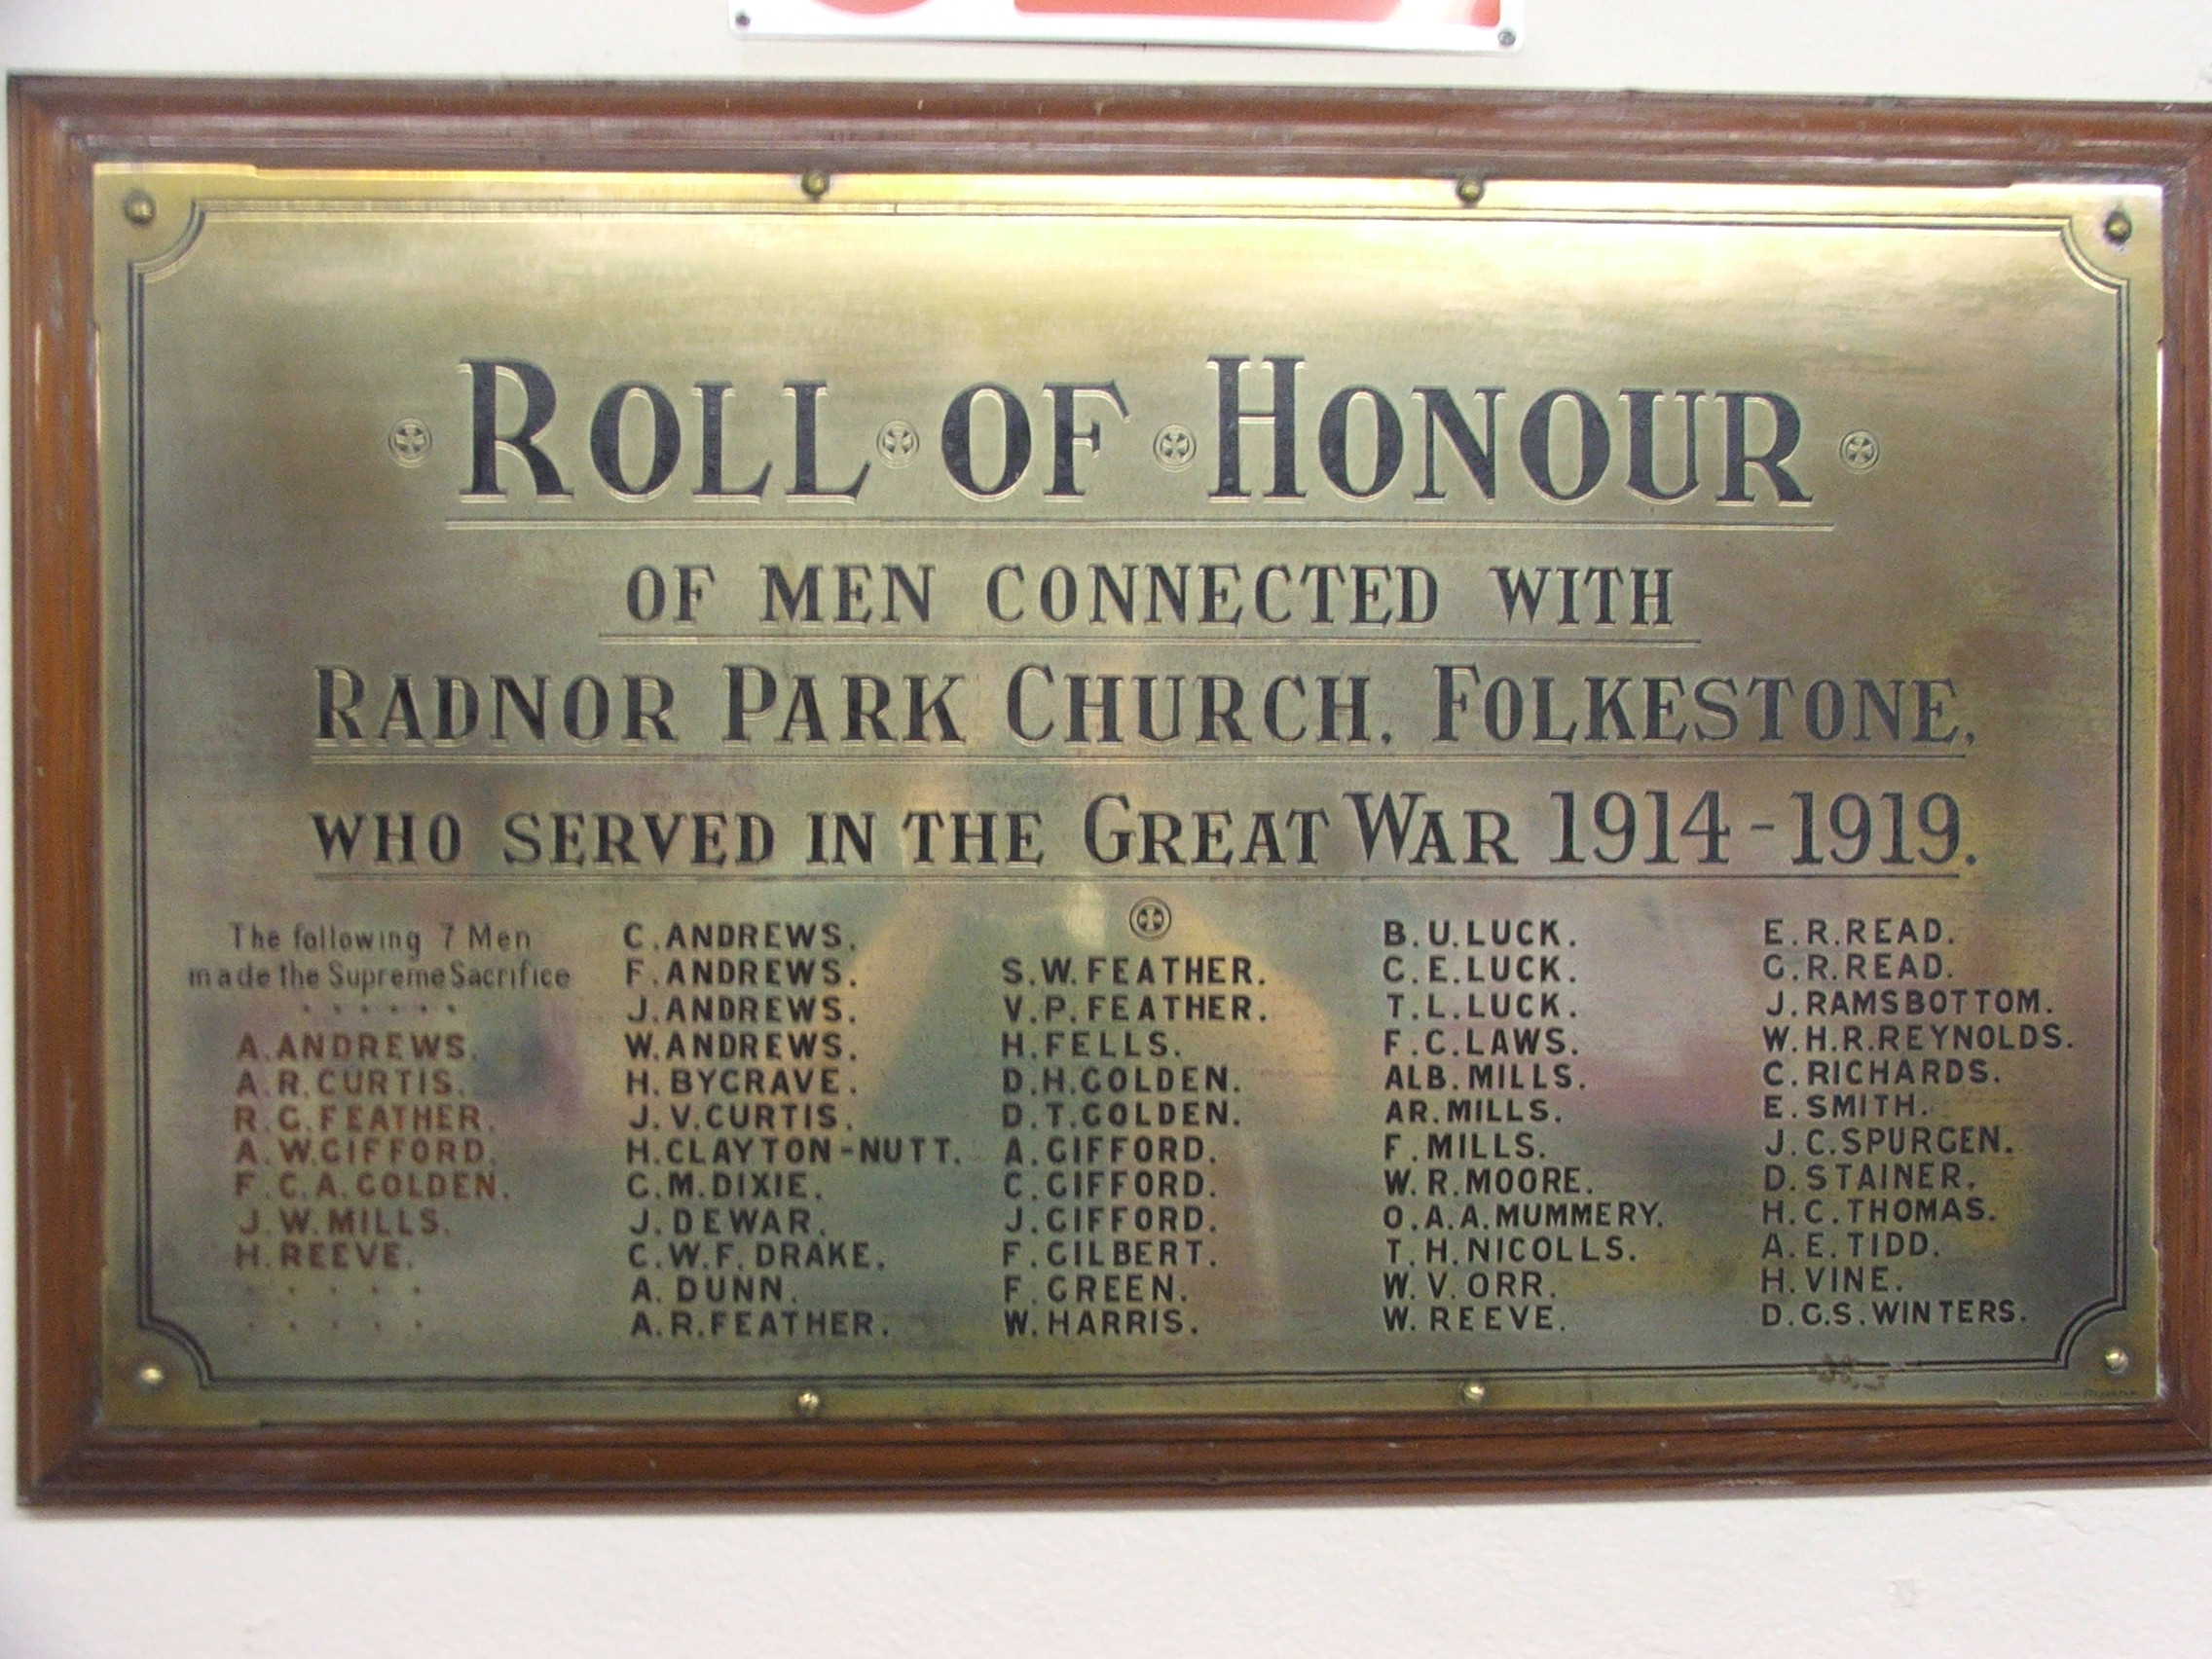 ROLL OF HONOUR
OF MEN CONNECTED WITH
RADNOR PARK CHURCH, FOLKESTONE,
WHO SERVED IN THE GREAT WAR 1914-1919.
The following 7 Men
made the Supreme Sacrifice
A. ANDREWS.
A. R. CURTIS.
R. G. FEATHER.
A. W. GIFFORD.
F. C. A. GOLDEN.
J. W. MILLS.
H. REEVE.
C. ANDREWS.
F. ANDREWS.
J. ANDREWS.
W. ANDREWS.
H. BYGRAVE.
J. V. CURTIS.
H. CLAYTON-NUTT.
G. M. DIXIE.
J. DEWAR.
C. W. F. DRAKE.
A. DUNN.
A. R. FEATHER.
S. W. FEATHER.
V. P. FEATHER.
H. FELLS.
D. H. GOLDEN.
D. T. GOLDEN.
A. GIFFORD.
C. GIFFORD.
J. GIFFORD.
F. GILBERT.
F. GREEN.
W. HARRIS.
B. U. LUCK.
C. E. LUCK.
T. L. LUCK.
F. C. LAWS.
ALB. MILLS.
AR. MILLS.
F. MILLS.
W. R. MOORE.
O. A. A. MUMMERY.
T. H. NICOLLS.
W. V. ORR.
W. REEVE.
E. R. READ.
G. R. READ.
J. RAMSBOTTOM.
W. H. R. REYNOLDS.
C. RICHARDS.
E. SMITH.
J. C. SPURGEN.
D. STAINER.
H. C. THOMAS.
A. E. TIDD.
H. VINE.
D. G. S. WINTERS.